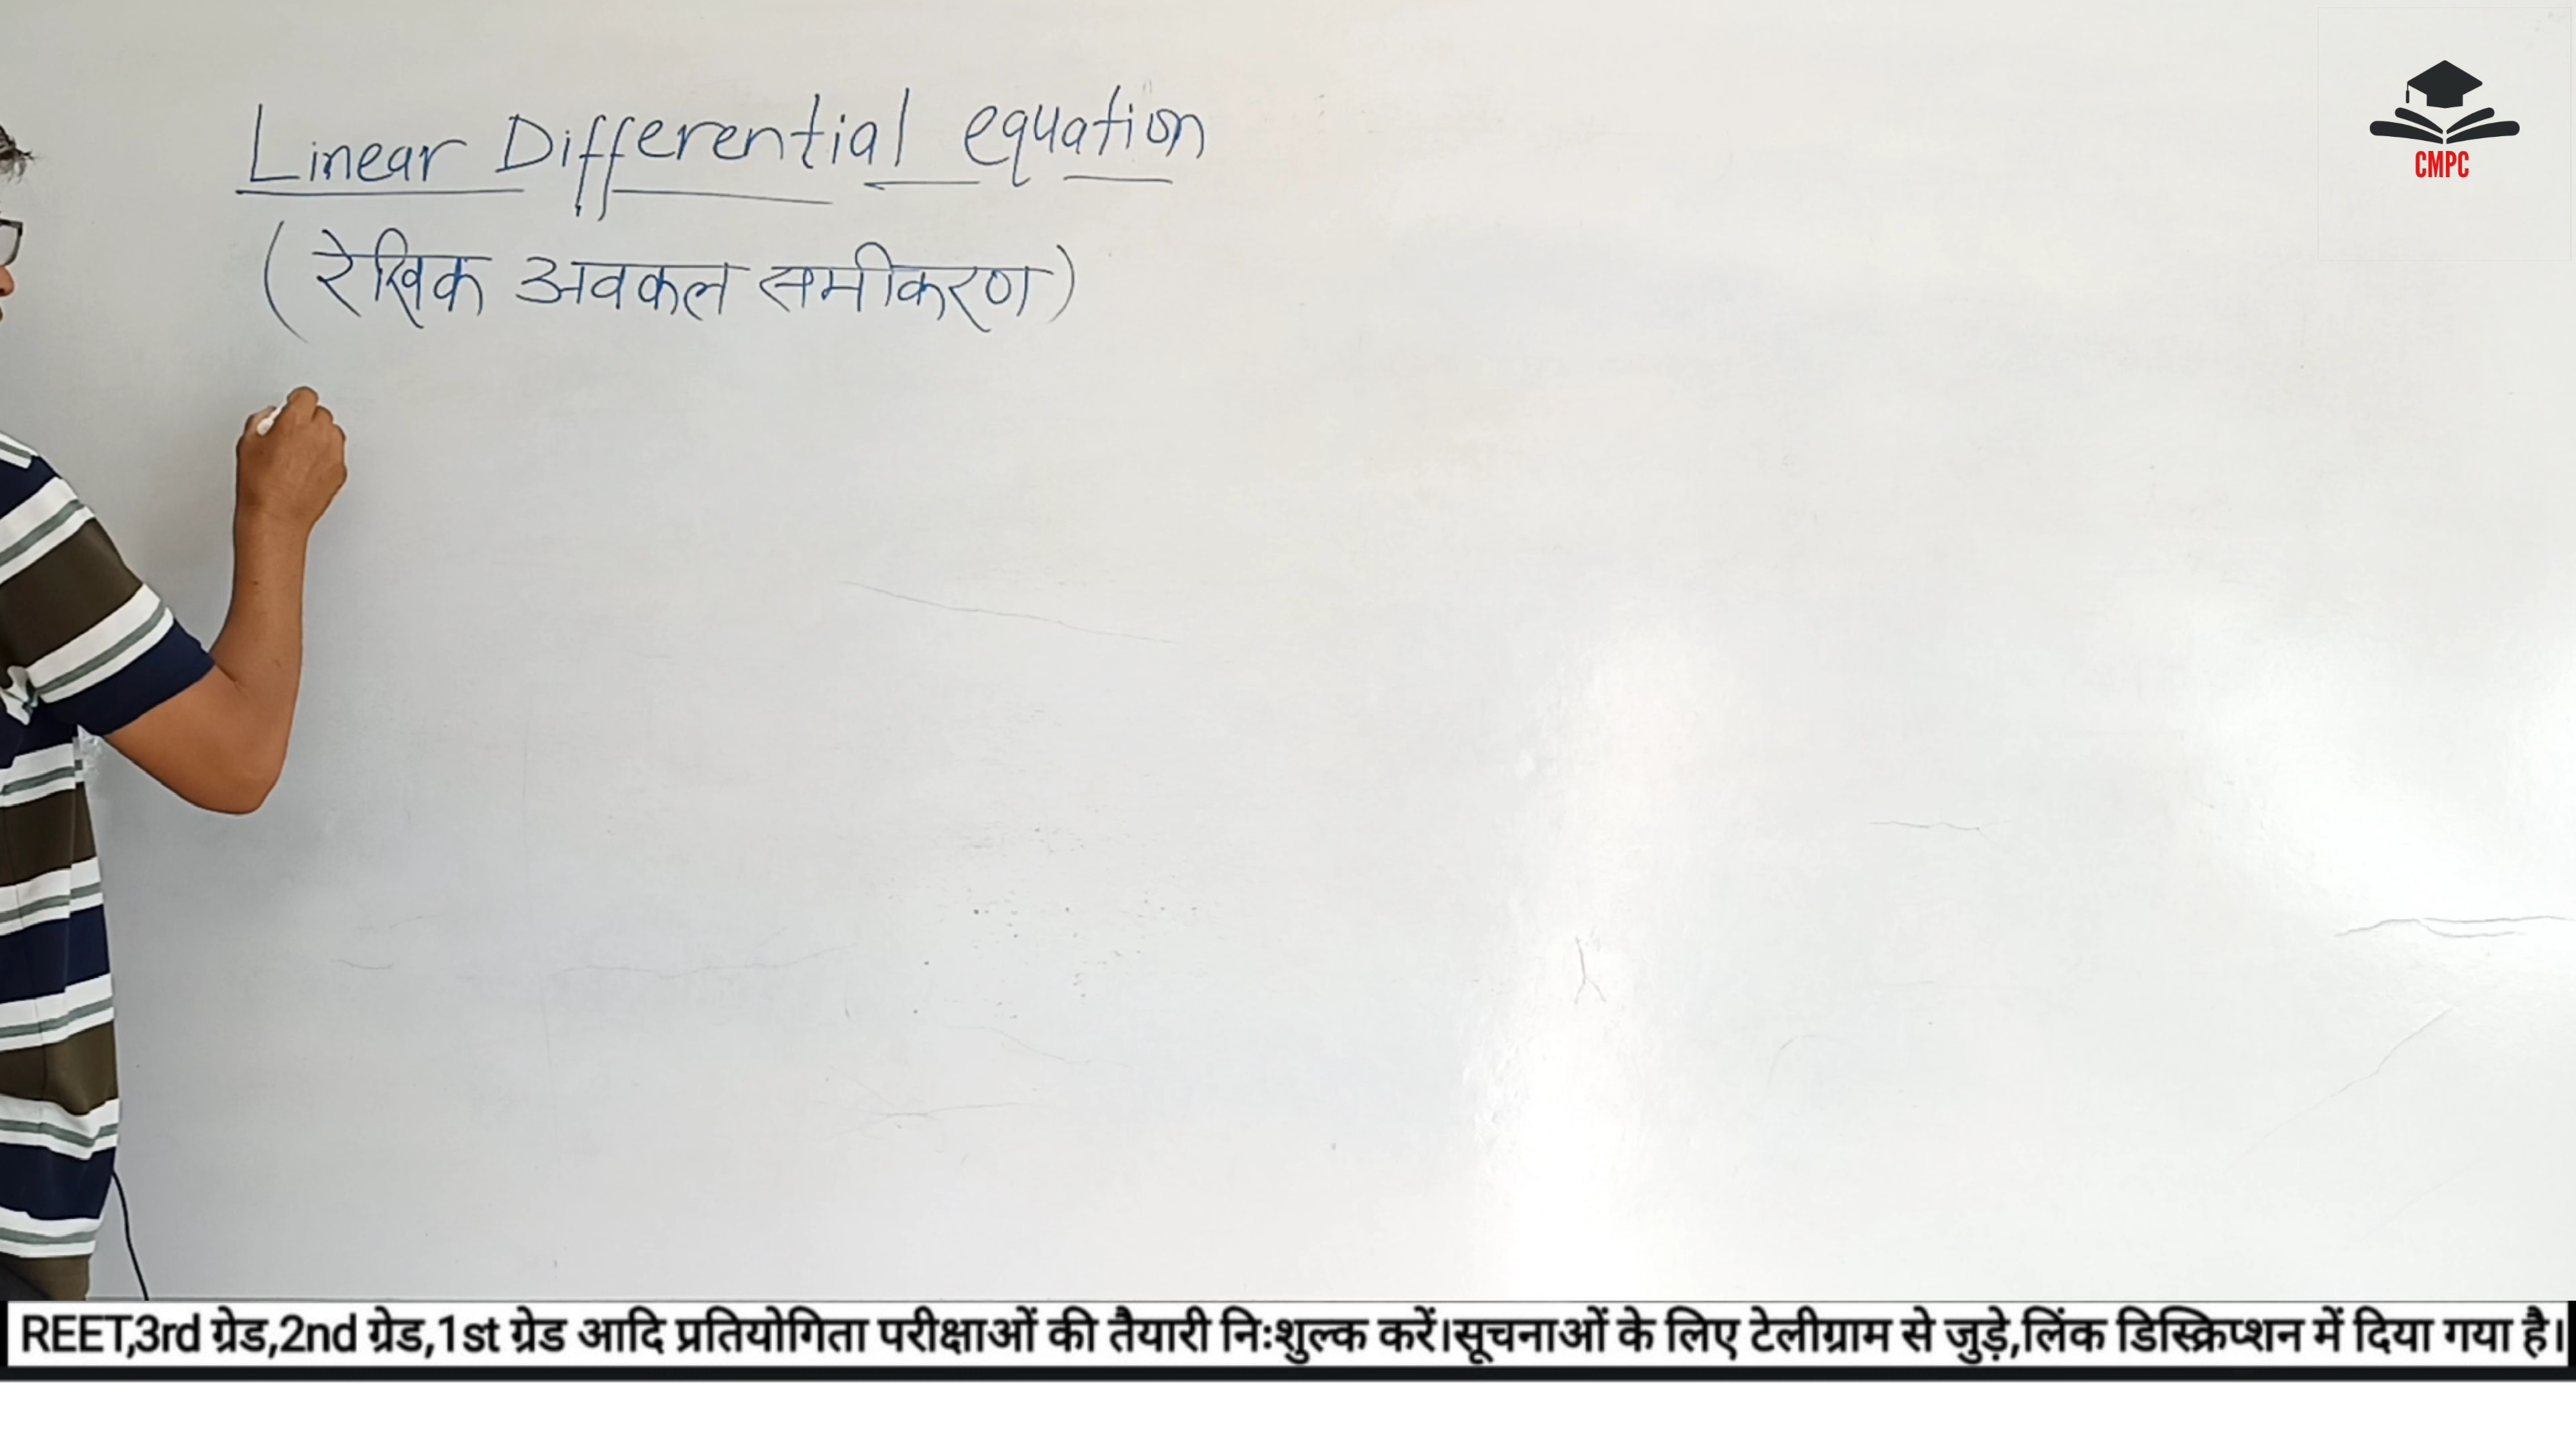 Linear Differential equation
(रेखिक अवकल समीकरण)
CMPC
REET,3rd ग्रेड,2nd ग्रेड,1st ग्रेड आदि प्रतियोगिता परीक्षाओं की तैयारी निःशुल्क करें।सूचनाओं के लिए टेलीग्राम से जुड़े,लिंक डिस्क्रिप्शन में दिया गया है।